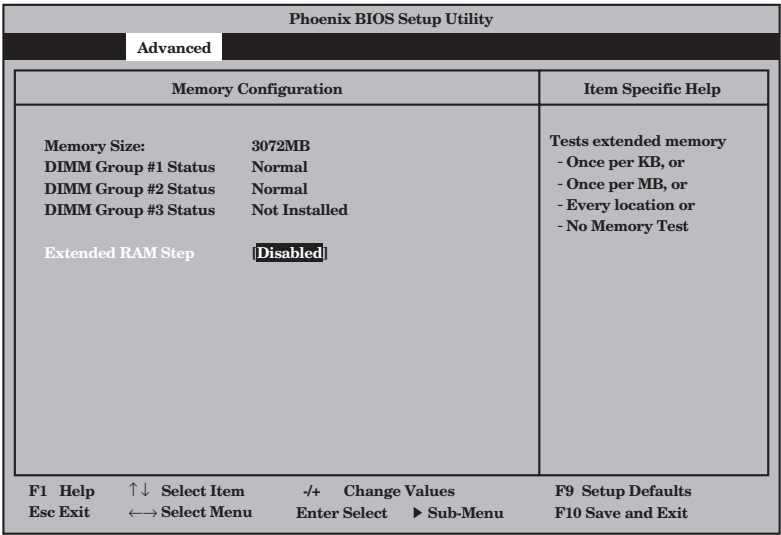 Phoenix BIOS Setup Utility
Advanced
Memory Configuration
Item Specific Help
Memory Size: 3072MB
DIMM Group #1 Status Normal
DIMM Group #2 Status Normal
DIMM Group #3 Status Not Installed
Extended RAM Step [Disabled]
Tests extended memory
- Once per KB, or
- Once per MB, or
- Every location or
- No Memory Test
F1 Help ↑↓ Select Item -/+ Change Values F9 Setup Defaults
Esc Exit ←→ Select Menu Enter Select ▶ Sub-Menu F10 Save and Exit